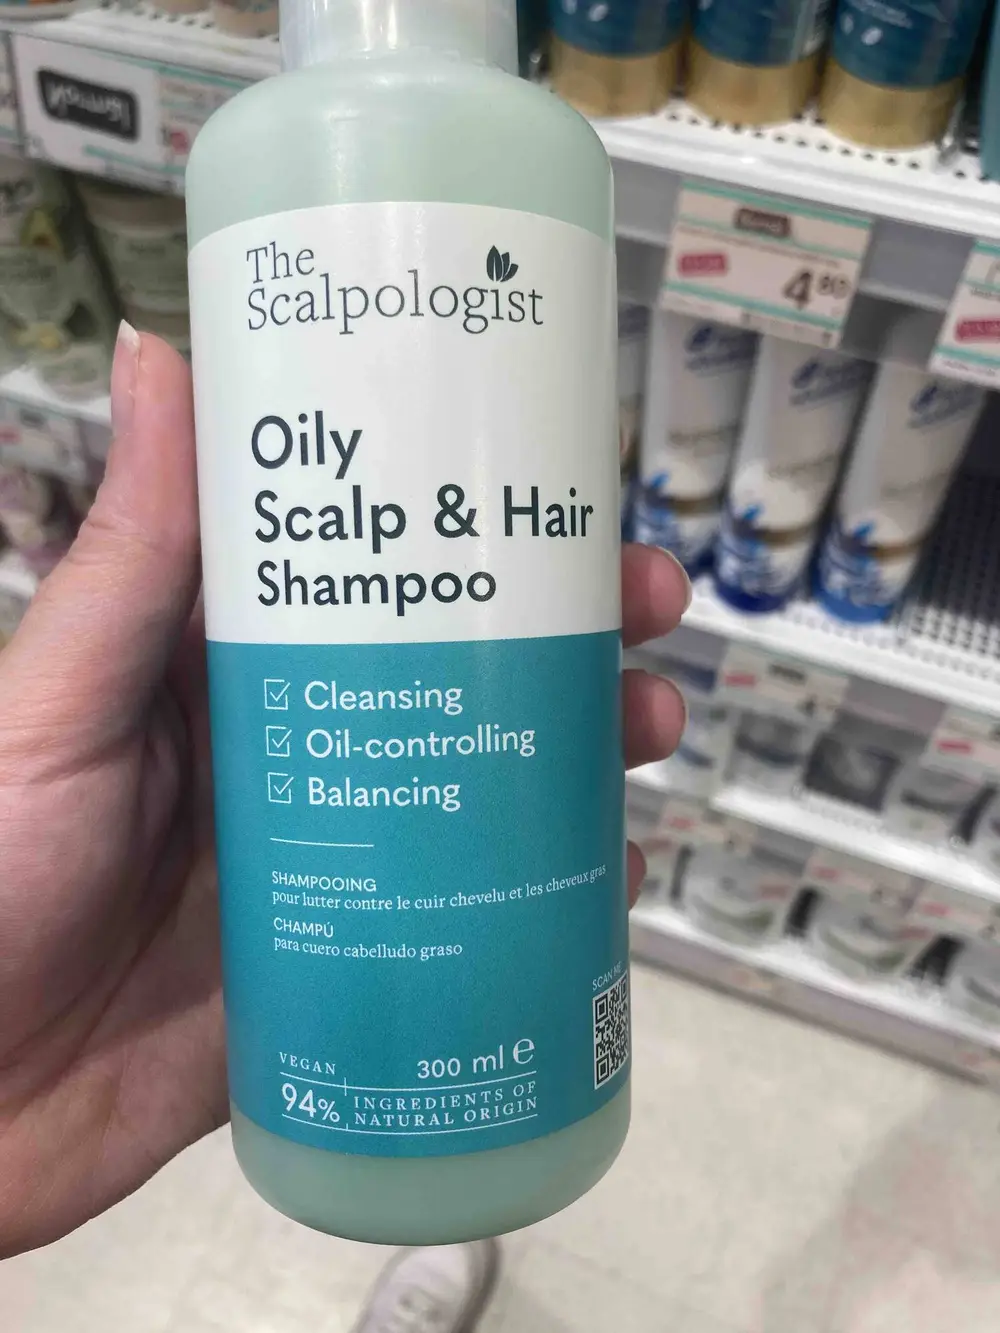 The
Scalpologist
Oily
Scalp & Hair
Shampoo
Cleansing
Oil-controlling
Balancing
SHAMPOOING
pour lutter contre le cuir chevelu et les cheveux gras
CHAMPÚ
para cuero cabelludo graso
SCAN ME
VEGAN
300 ml e
94% INGREDIENTS OF
NATURAL ORIGIN
4 80